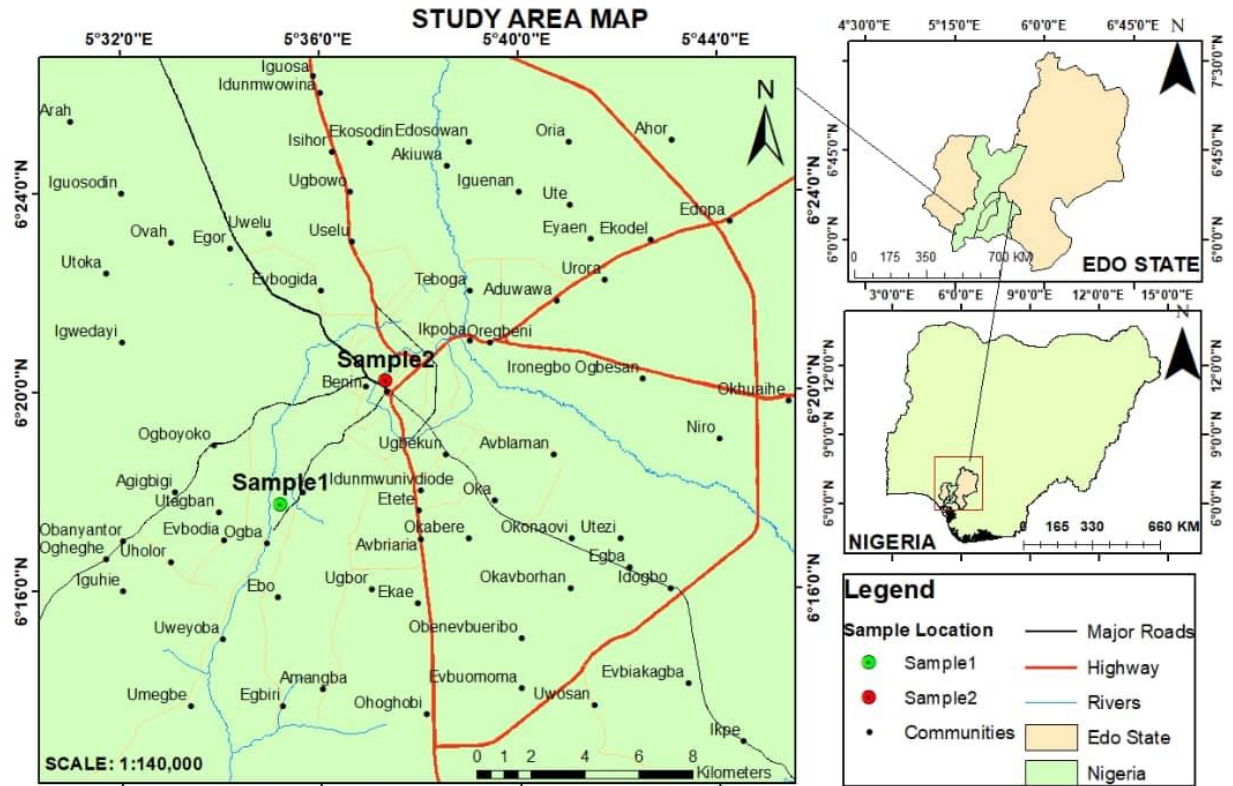 STUDY AREA MAP
5°32'0"E 5°36'0"E 5°40'0"E 5°44'0"E
6°24'0"N 6°20'0"N 6°16'0"N
6°24'0"N 6°20'0"N 6°16'0"N
N
Iguosa
Idunmwowina
Arah
Isihor
Ekosodin
Edosowan
Oria
Ahor
Akiuwa
Iguosodin
Ugbowo
Iguenan
Ute
Edopa
Ovah
Egor
Uwelu
Uselu
Eyaen
Ekodel
Utoka
Evbogida
Teboga
Urora
Aduwawa
Igwedayi
Ikpoba
Oregbeni
Sample2
Benin
Ironegbo Ogbesan
Okhuaihe
Ogboyoko
Ugbekun
Avblaman
Niro
Agigbigi
Sample1
Idunmwunivdiode
Utagban
Etete
Oka
Obanyantor
Evbodia
Ogba
Okabere
Okonaovi
Utezi
Ogheghe
Uholor
Avbriaria
Egba
Iguhie
Ebo
Ugbor
Ekae
Okavborhan
Idogbo
Uweyoba
Obenevbueribo
Umegbe
Egbiri
Amangba
Ohoghobi
Evbuomoma
Uwosan
Evbiakagba
Ikpe
SCALE: 1:140,000
0 1 2 4 6 8
Kilometers
4°30'0"E 5°15'0"E 6°0'0"E 6°45'0"E
N
7°3'0"N
6°45'0"N
6°45'0"N
6°0'0"N
6°0'0"N
0 175 350 700 KM
EDO STATE
3°0'0"E 6°0'0"E 9°0'0"E 12°0'0"E 15°0'0"E
N
12°0'0"N
12°0'0"N
9°0'0"N
9°0'0"N
6°0'0"N
6°0'0"N
NIGERIA
0 165 330 660 KM
Legend
Sample Location
Sample1
Sample2
Communities
Major Roads
Highway
Rivers
Edo State
Nigeria